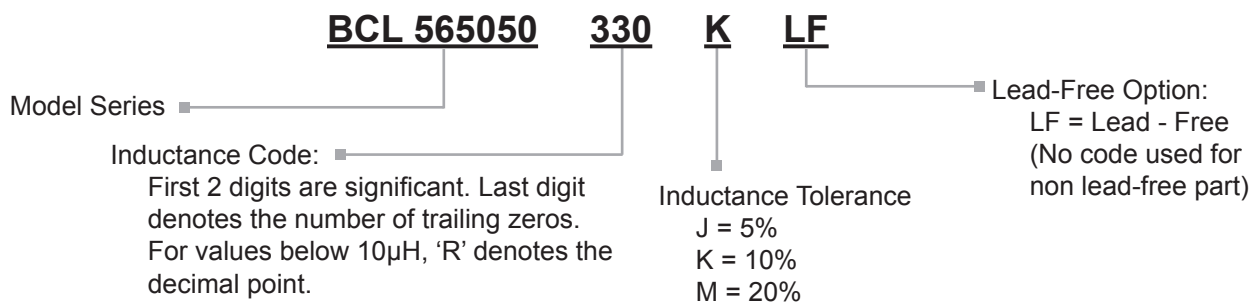 BCL 565050 330 K LF
Model Series
Inductance Code:
First 2 digits are significant. Last digit
denotes the number of trailing zeros.
For values below 10µH, ‘R’ denotes the
decimal point.
Inductance Tolerance
J = 5%
K = 10%
M = 20%
Lead-Free Option:
LF = Lead - Free
(No code used for
non lead-free part)